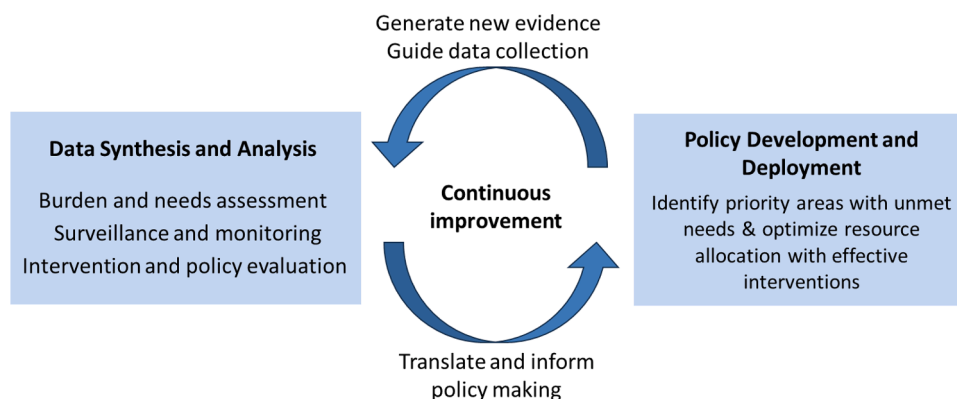 Generate new evidence
Guide data collection
Data Synthesis and Analysis
Burden and needs assessment
Surveillance and monitoring
Intervention and policy evaluation
Continuous
improvement
Policy Development and
Deployment
Identify priority areas with unmet
needs & optimize resource
allocation with effective
interventions
Translate and inform
policy making